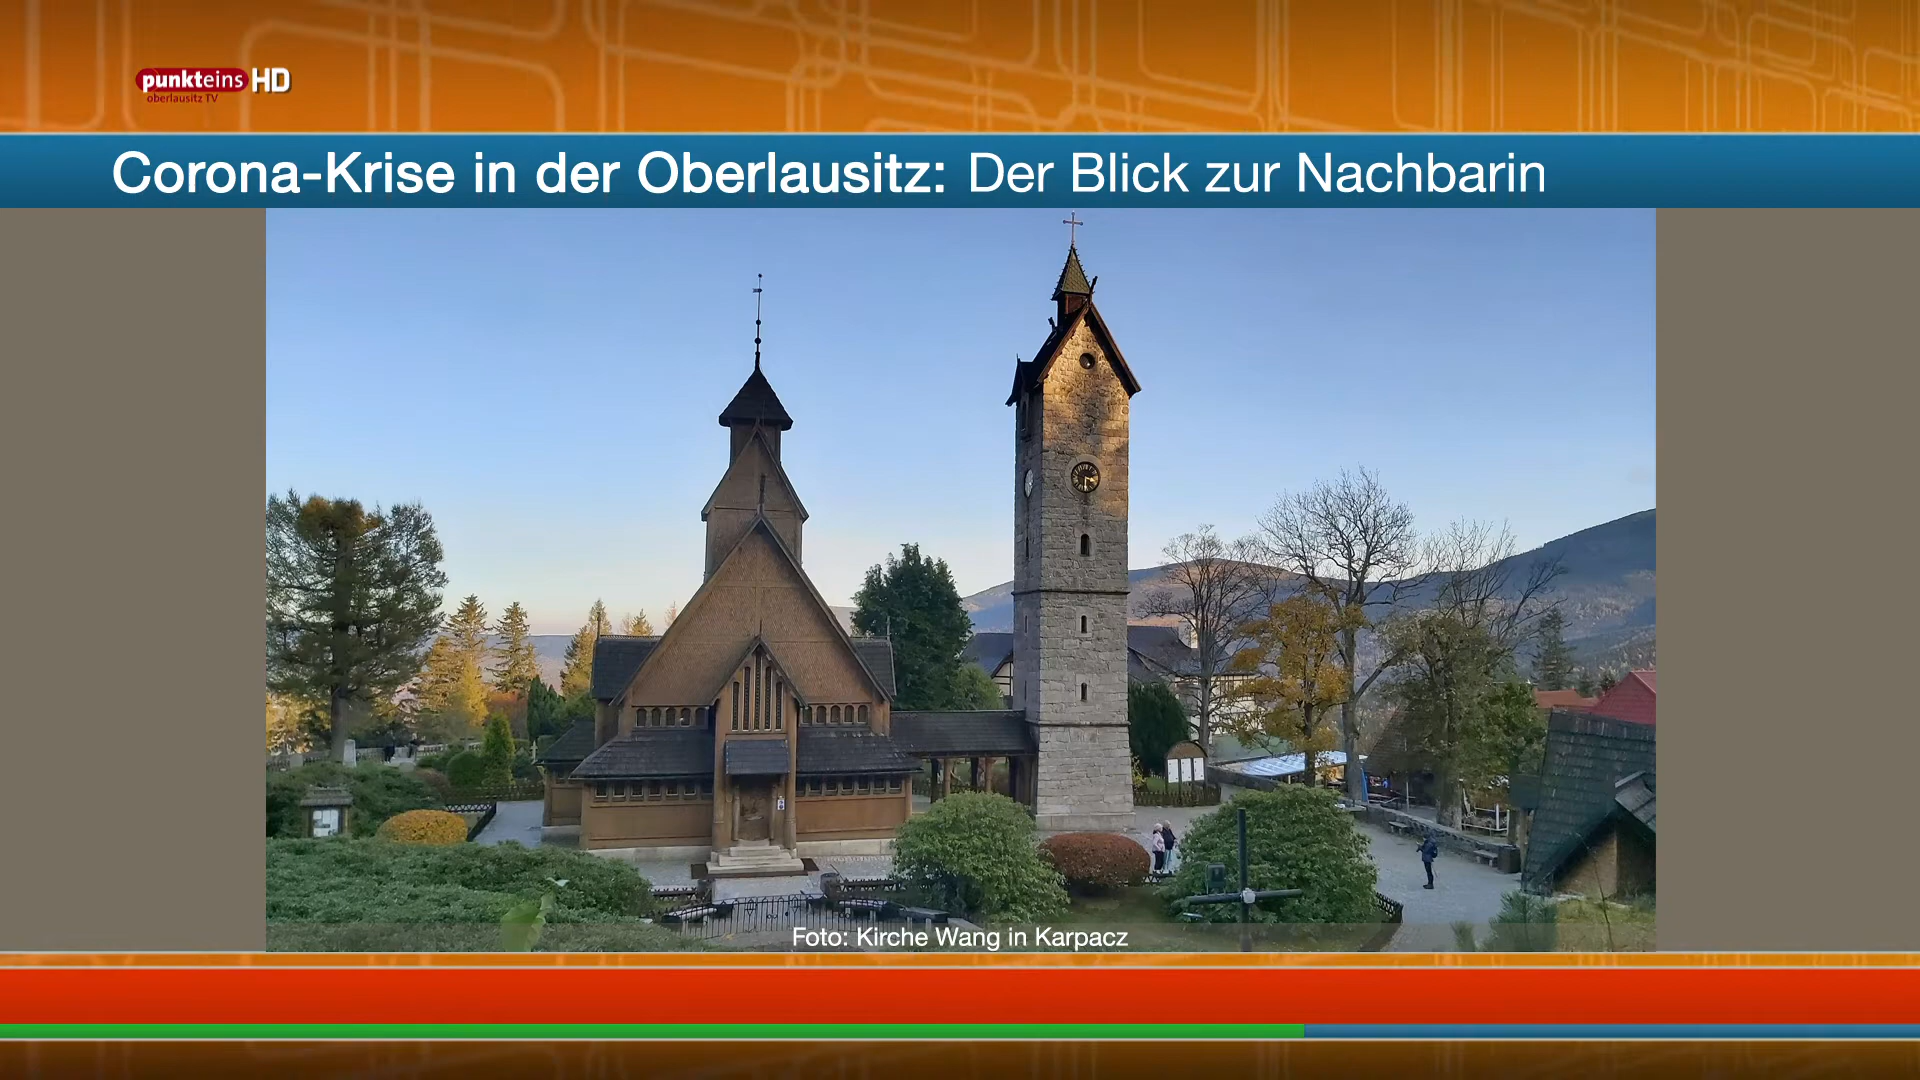 punkteins HD
oberlausitz TV
Corona-Krise in der Oberlausitz: Der Blick zur Nachbarin
Foto: Kirche Wang in Karpacz